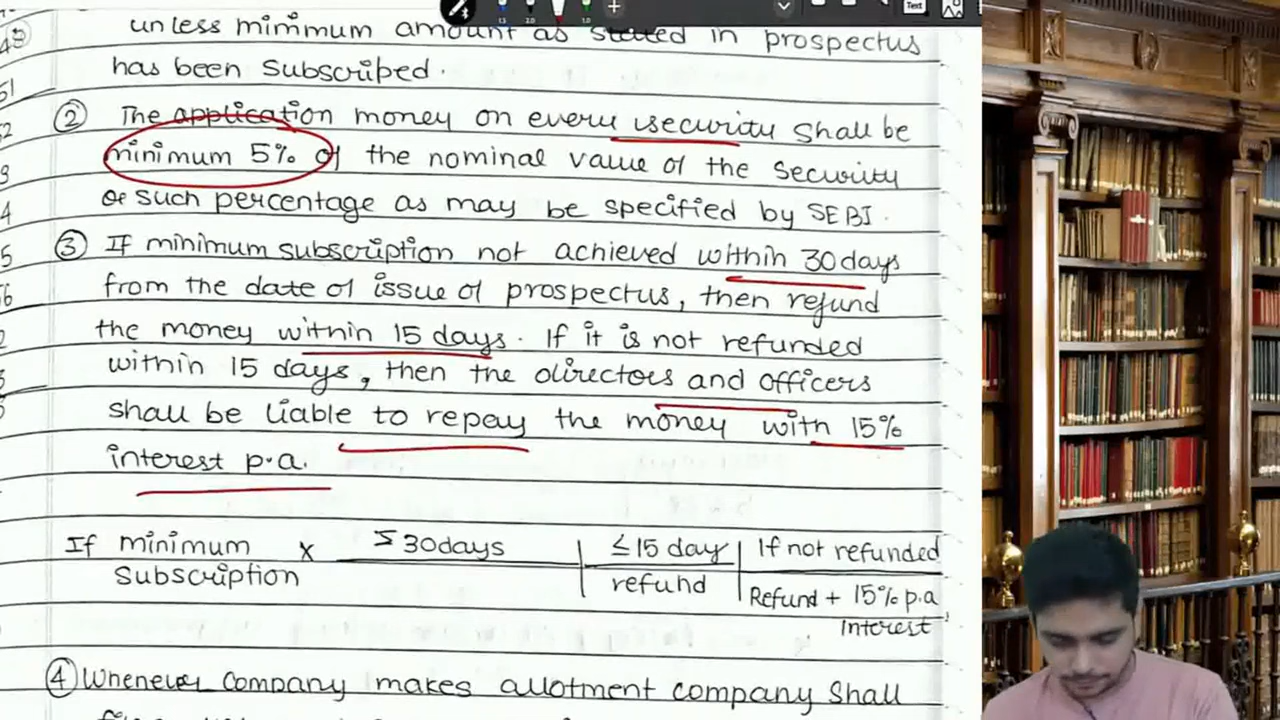 unless minimum amount as stated in prospectus
has been subscribed.
② The application money on every security shall be
minimum 5% of the nominal value of the security
or such percentage as may be specified by SEBI.
③ If minimum subscription not achieved within 30 days
from the date of issue of prospectus, then refund
the money within 15 days. If it is not refunded
within 15 days, then the directors and officers
shall be liable to repay the money with 15%
interest p.a.
If minimum subscription x ≤ 30 days
≤ 15 day refund
If not refunded
Refund + 15% p.a
interest
④ Whenever company makes allotment company shall
Text